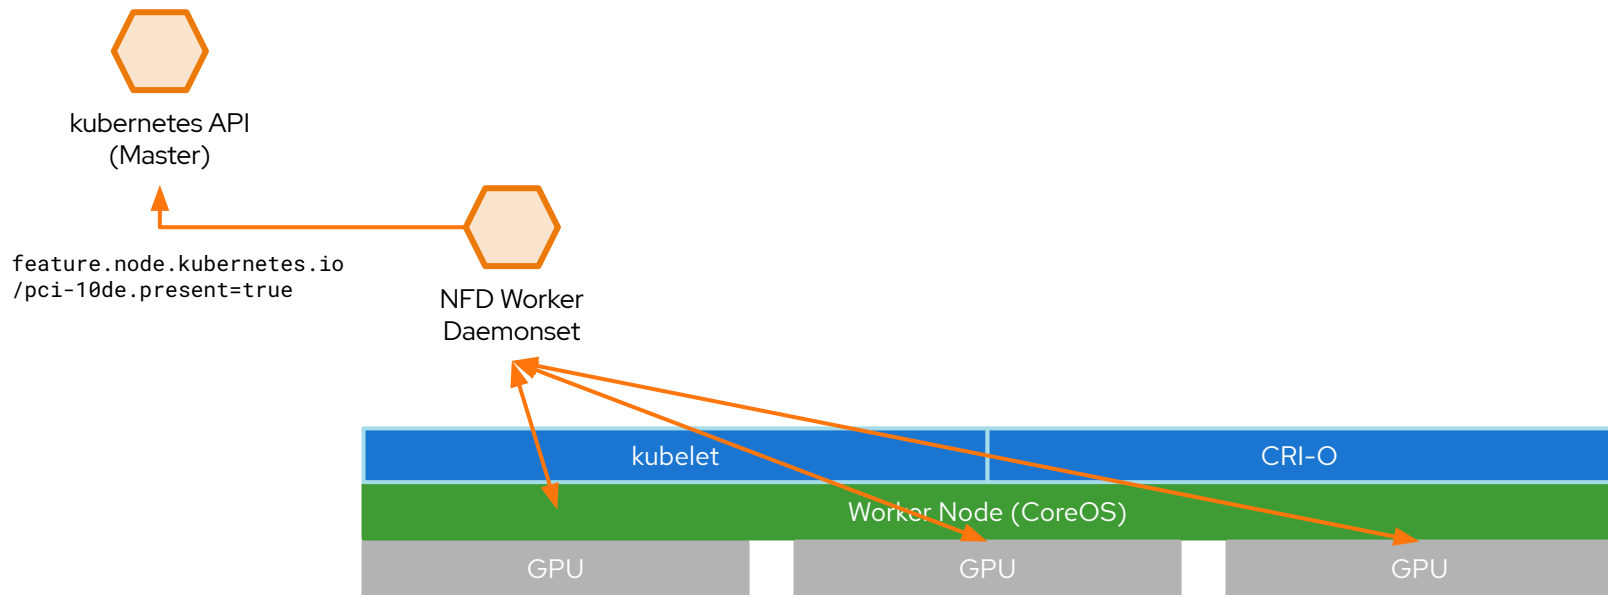 kubernetes API
(Master)
feature.node.kubernetes.io
/pci-10de.present=true
NFD Worker
Daemonset
kubelet
CRI-O
Worker Node (CoreOS)
GPU
GPU
GPU